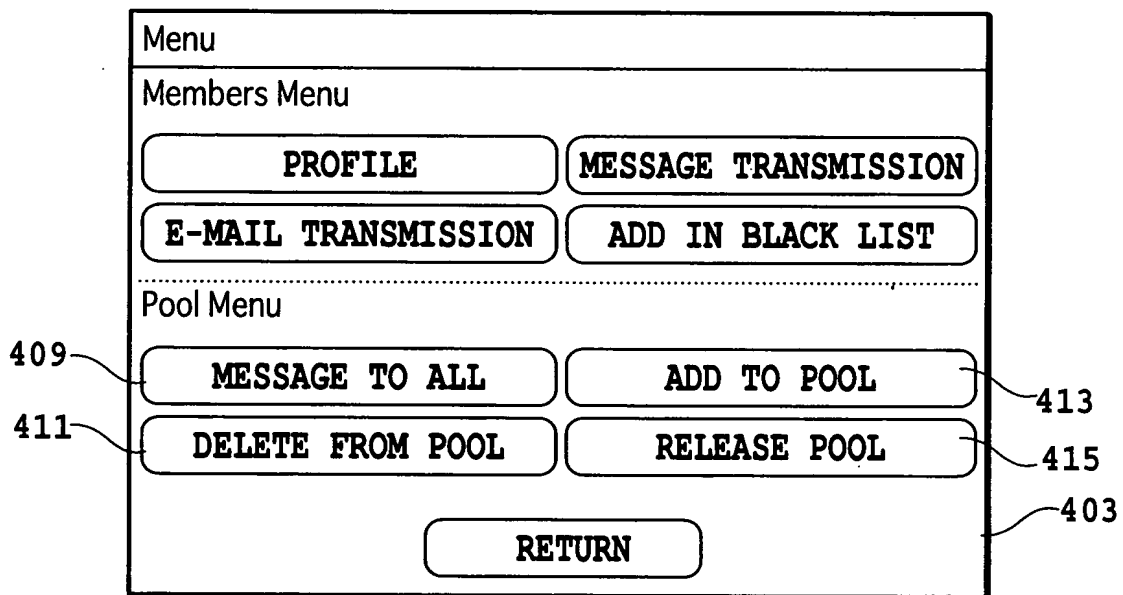 Menu
Members Menu
PROFILE MESSAGE TRANSMISSION
E-MAIL TRANSMISSION ADD IN BLACK LIST
Pool Menu
409 MESSAGE TO ALL ADD TO POOL 413
411 DELETE FROM POOL RELEASE POOL 415
403
RETURN